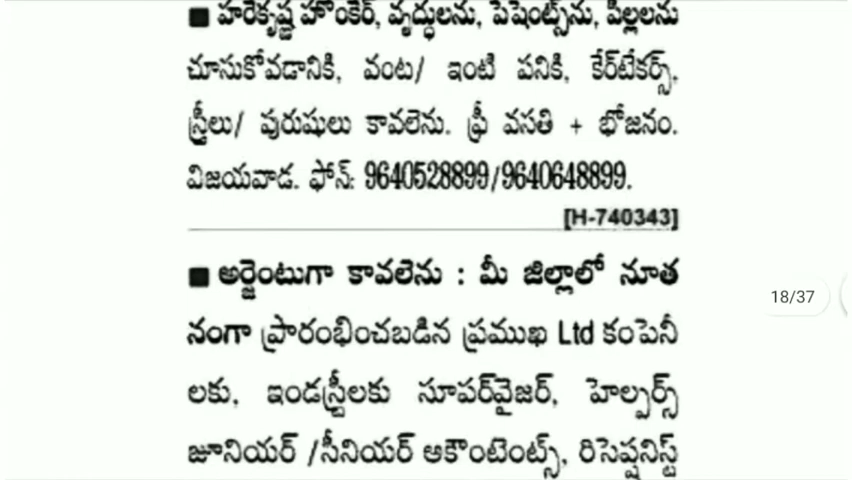 ■ హరేకృష్ణ హోంకేర్, వృద్ధులను, పేషెంట్స్‌ను, పిల్లలను
చూసుకోవడానికి, వంట/ ఇంటి పనికి, కేర్‌టేకర్స్,
స్త్రీలు/ పురుషులు కావలెను. ఫ్రీ వసతి + భోజనం.
విజయవాడ. ఫోన్: 9640528899/9640648899.
[H-740343]
■ అర్జెంటుగా కావలెను : మీ జిల్లాలో నూత
నంగా ప్రారంభించబడిన ప్రముఖ Ltd కంపెనీ
లకు, ఇండస్ట్రీలకు సూపర్‌వైజర్, హెల్పర్స్
జూనియర్ /సీనియర్ అకౌంటెంట్స్, రిసెప్షనిస్ట్
18/37